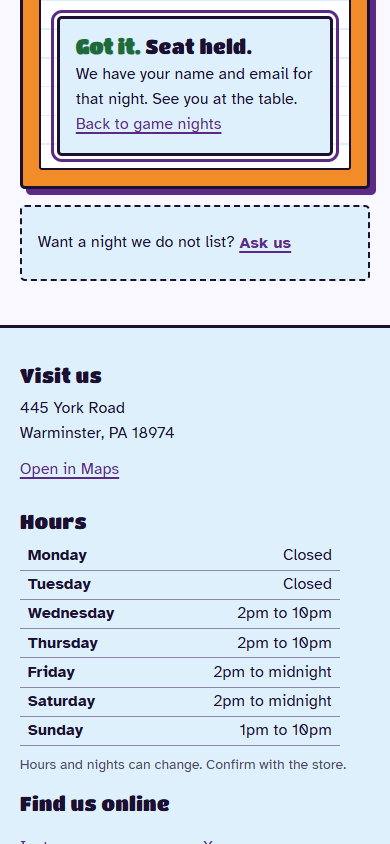 Got it. Seat held.
We have your name and email for
that night. See you at the table.
Back to game nights
Want a night we do not list? Ask us
Visit us
445 York Road
Warminster, PA 18974
Open in Maps
Hours
Monday Closed
Tuesday Closed
Wednesday 2pm to 10pm
Thursday 2pm to 10pm
Friday 2pm to midnight
Saturday 2pm to midnight
Sunday 1pm to 10pm
Hours and nights can change. Confirm with the store.
Find us online